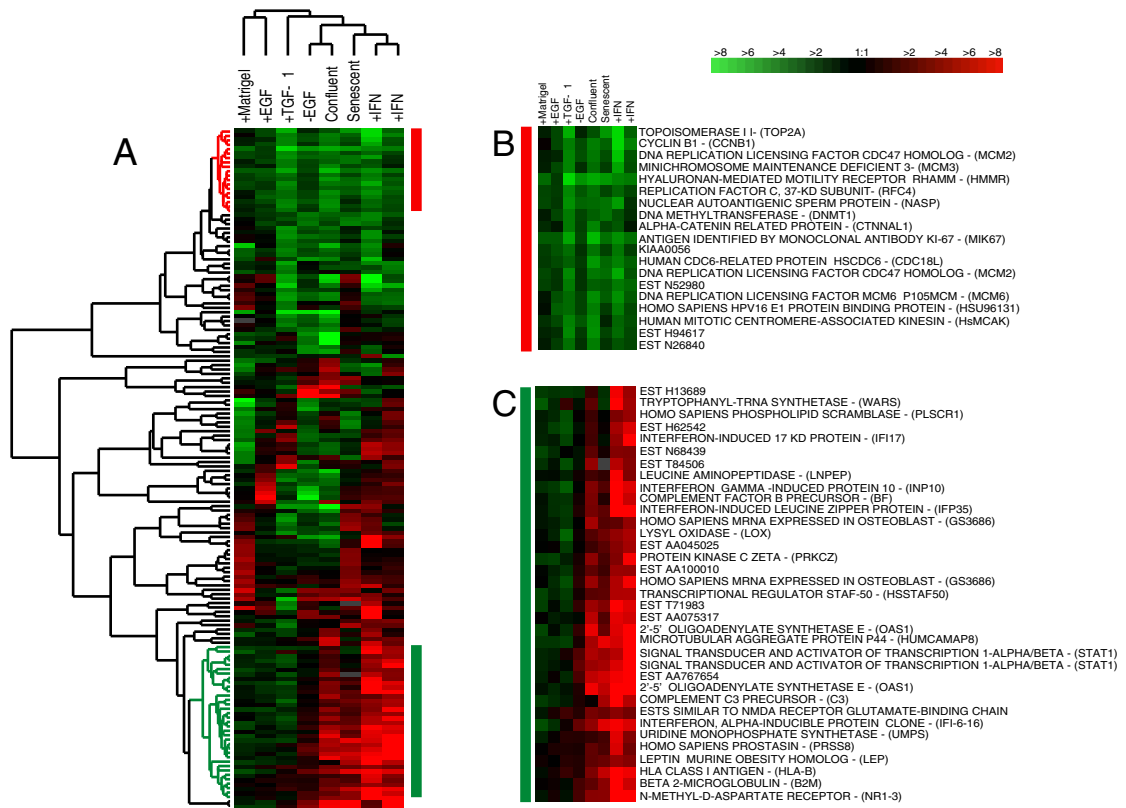 A
+Matrigel
+EGF
+TGF- 1
-EGF
Confluent
Senescent
+IFN
+IFN
>8 >4 >2 1:1 >2 >4 >6 >8
B
+Matrigel
+EGF
+TGF- 1
-EGF
Confluent
Senescent
+IFN
+IFN
TOPOISOMERASE I I- (TOP2A)
CYCLIN B1 - (CCNB1)
DNA REPLICATION LICENSING FACTOR CDC47 HOMOLOG - (MCM2)
MINICHROMOSOME MAINTENANCE DEFICIENT 3- (MCM3)
HYALURONAN-MEDIATED MOTILITY RECEPTOR RHAMM - (HMMR)
REPLICATION FACTOR C, 37-KD SUBUNIT- (RFC4)
NUCLEAR AUTOANTIGENIC SPERM PROTEIN - (NASP)
DNA METHYLTRANSFERASE - (DNMT1)
ALPHA-CATENIN RELATED PROTEIN - (CTNNAL1)
ANTIGEN IDENTIFIED BY MONOCLONAL ANTIBODY KI-67 - (MIK67)
KIAA0056
HUMAN CDC6-RELATED PROTEIN HSCDC6 - (CDC18L)
DNA REPLICATION LICENSING FACTOR CDC47 HOMOLOG - (MCM2)
EST N52980
DNA REPLICATION LICENSING FACTOR MCM6 P105MCM - (MCM6)
HOMO SAPIENS HPV16 E1 PROTEIN BINDING PROTEIN - (HSU96131)
HUMAN MITOTIC CENTROMERE-ASSOCIATED KINESIN - (HsMCAK)
EST H94617
EST N26840
C
EST H13689
TRYPTOPHANYL-TRNA SYNTHETASE - (WARS)
HOMO SAPIENS PHOSPHOLIPID SCRAMBLASE - (PLSCR1)
EST H62542
INTERFERON-INDUCED 17 KD PROTEIN - (IFI17)
EST N68439
EST T84506
LEUCINE AMINOPEPTIDASE - (LNPEP)
INTERFERON GAMMA -INDUCED PROTEIN 10 - (INP10)
COMPLEMENT FACTOR B PRECURSOR - (BF)
INTERFERON-INDUCED LEUCINE ZIPPER PROTEIN - (IFP35)
HOMO SAPIENS MRNA EXPRESSED IN OSTEOBLAST - (GS3686)
LYSYL OXIDASE - (LOX)
EST AA045025
PROTEIN KINASE C ZETA - (PRKCZ)
EST AA100010
HOMO SAPIENS MRNA EXPRESSED IN OSTEOBLAST - (GS3686)
TRANSCRIPTIONAL REGULATOR STAF-50 - (HSSTAF50)
EST T71983
EST AA075317
2'-5' OLIGOADENYLATE SYNTHETASE E - (OAS1)
MICROTUBULAR AGGREGATE PROTEIN P44 - (HUMCAMAP8)
SIGNAL TRANSDUCER AND ACTIVATOR OF TRANSCRIPTION 1-ALPHA/BETA - (STAT1)
SIGNAL TRANSDUCER AND ACTIVATOR OF TRANSCRIPTION 1-ALPHA/BETA - (STAT1)
EST AA767654
2'-5' OLIGOADENYLATE SYNTHETASE E - (OAS1)
COMPLEMENT C3 PRECURSOR - (C3)
ESTS SIMILAR TO NMDA RECEPTOR GLUTAMATE-BINDING CHAIN
INTERFERON, ALPHA-INDUCIBLE PROTEIN CLONE - (IFI-6-16)
URIDINE MONOPHOSPHATE SYNTHETASE - (UMPS)
HOMO SAPIENS PROSTASIN - (PRSS8)
LEPTIN MURINE OBESITY HOMOLOG - (LEP)
HLA CLASS I ANTIGEN - (HLA-B)
BETA 2-MICROGLOBULIN - (B2M)
N-METHYL-D-ASPARTATE RECEPTOR - (NR1-3)